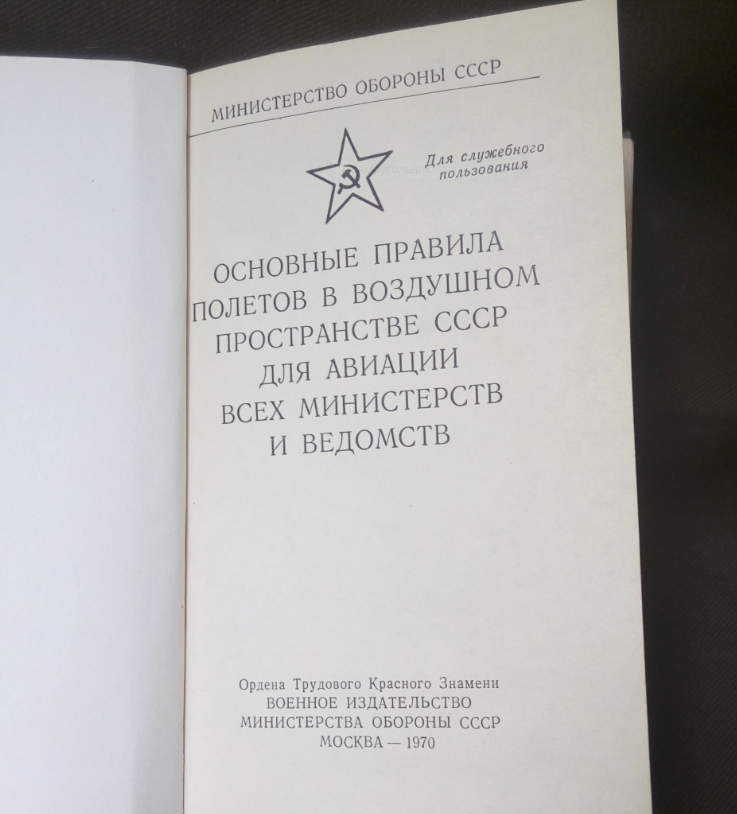 МИНИСТЕРСТВО ОБОРОНЫ СССР
Для служебного
пользования
ОСНОВНЫЕ ПРАВИЛА
ПОЛЕТОВ В ВОЗДУШНОМ
ПРОСТРАНСТВЕ СССР
ДЛЯ АВИАЦИИ
ВСЕХ МИНИСТЕРСТВ
И ВЕДОМСТВ
Ордена Трудового Красного Знамени
ВОЕННОЕ ИЗДАТЕЛЬСТВО
МИНИСТЕРСТВА ОБОРОНЫ СССР
МОСКВА — 1970